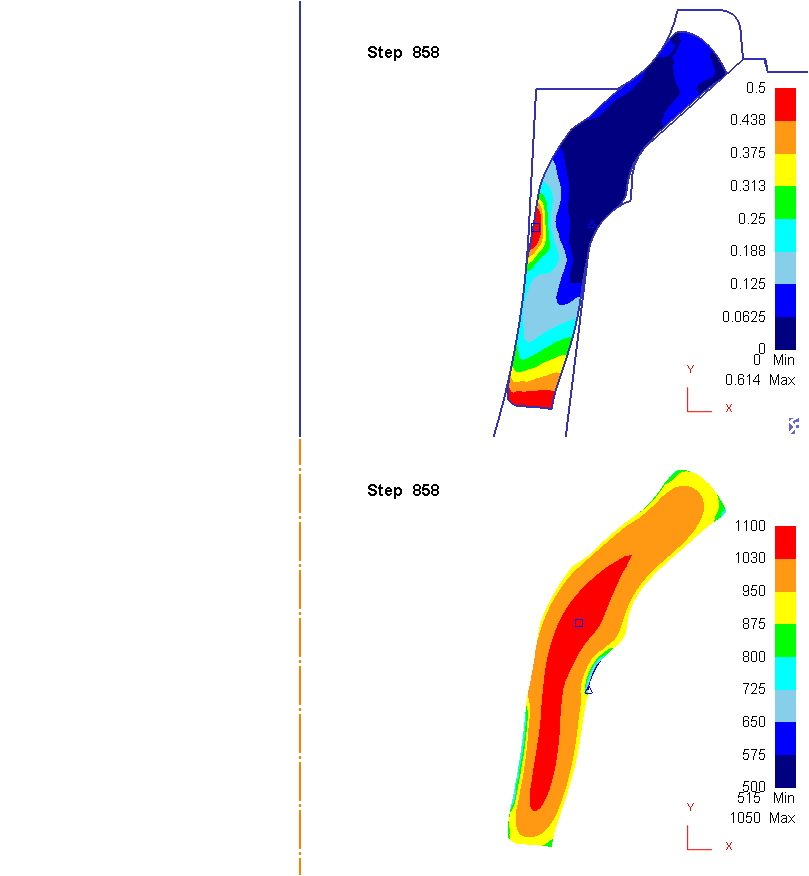 Step 858
0.5
0.438
0.375
0.313
0.25
0.188
0.125
0.0625
0
0 Min
0.614 Max
Y
X
Step 858
1100
1030
950
875
800
725
650
575
500
515 Min
1050 Max
Y
X